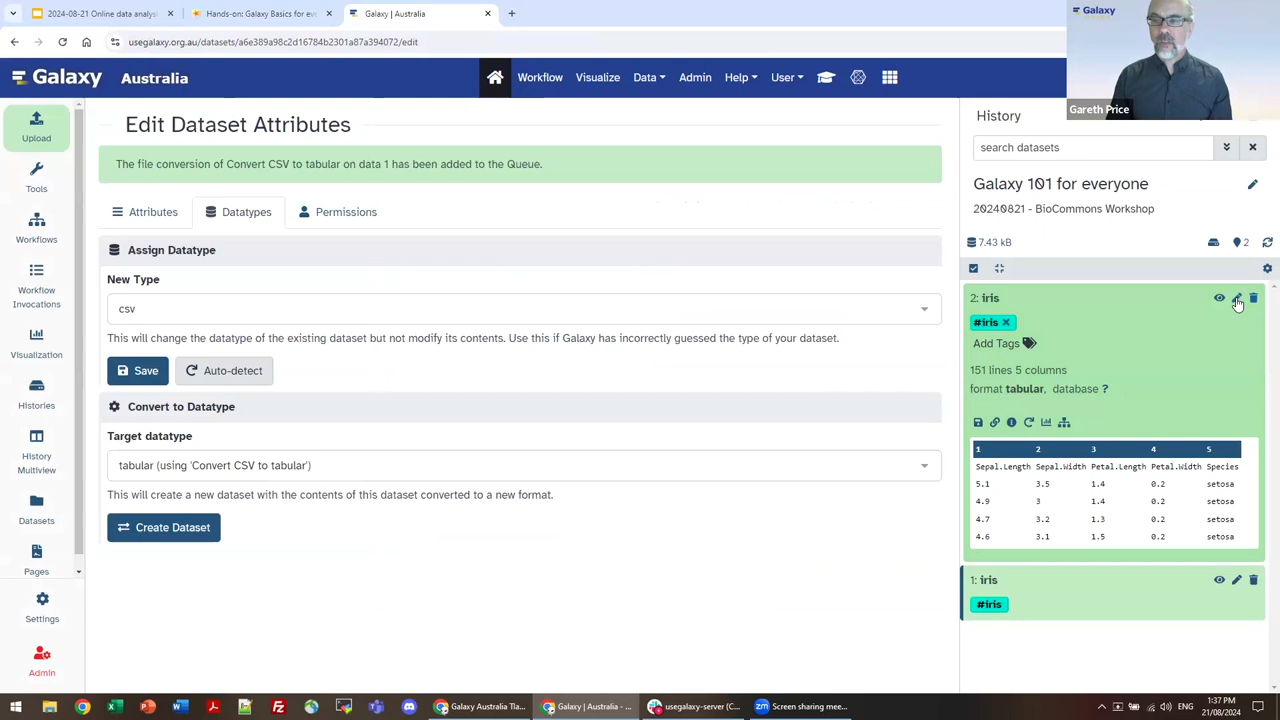 2024-08-21 Online data analysi
Hands-on: Galaxy Basics for ev
Galaxy | Australia
usegalaxy.org.au/datasets/a6e389a98c2d16784b2301a87a394072/edit
Galaxy
Gareth Price
Galaxy Australia
Workflow
Visualize
Data
Admin
Help
User
Upload
Tools
Workflows
Workflow
Invocations
Visualization
Histories
History
Multiview
Datasets
Pages
Settings
Admin
Edit Dataset Attributes
The file conversion of Convert CSV to tabular on data 1 has been added to the Queue.
Attributes
Datatypes
Permissions
Assign Datatype
New Type
csv
This will change the datatype of the existing dataset but not modify its contents. Use this if Galaxy has incorrectly guessed the type of your dataset.
Save
Auto-detect
Convert to Datatype
Target datatype
tabular (using 'Convert CSV to tabular')
This will create a new dataset with the contents of this dataset converted to a new format.
Create Dataset
History
search datasets
Galaxy 101 for everyone
20240821 - BioCommons Workshop
7.43 kB
2
2: iris
#iris
Add Tags
151 lines 5 columns
format tabular, database ?
1 2 3 4 5
Sepal.Length Sepal.Width Petal.Length Petal.Width Species
5.1 3.5 1.4 0.2 setosa
4.9 3 1.4 0.2 setosa
4.7 3.2 1.3 0.2 setosa
4.6 3.1 1.5 0.2 setosa
1: iris
#iris
Galaxy Australia Tla...
Galaxy | Australia - ...
usegalaxy-server (C...
Screen sharing mee...
ENG
1:37 PM
21/08/2024